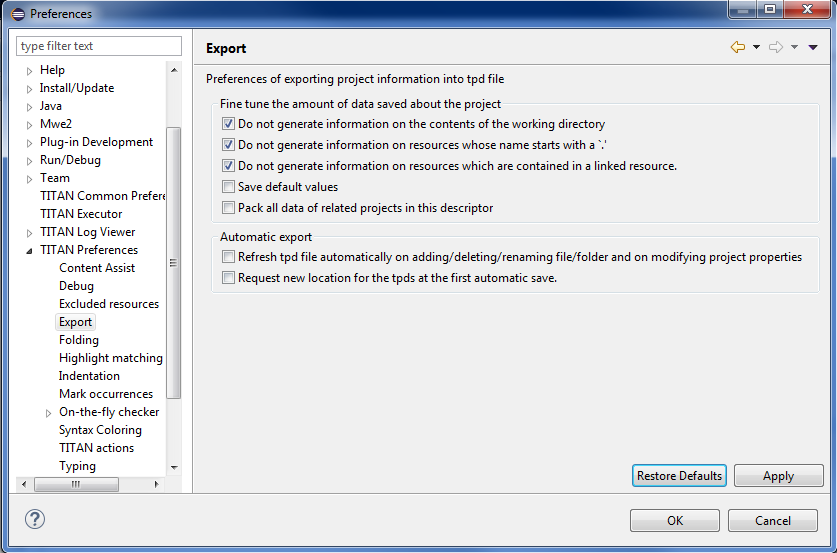 Preferences
type filter text
Help
Install/Update
Java
Mwe2
Plug-in Development
Run/Debug
Team
TITAN Common Prefere
TITAN Executor
TITAN Log Viewer
TITAN Preferences
Content Assist
Debug
Excluded resources
Export
Folding
Highlight matching
Indentation
Mark occurrences
On-the-fly checker
Syntax Coloring
TITAN actions
Typing
Export
Preferences of exporting project information into tpd file
Fine tune the amount of data saved about the project
Do not generate information on the contents of the working directory
Do not generate information on resources whose name starts with a `.'
Do not generate information on resources which are contained in a linked resource.
Save default values
Pack all data of related projects in this descriptor
Automatic export
Refresh tpd file automatically on adding/deleting/renaming file/folder and on modifying project properties
Request new location for the tpds at the first automatic save.
Restore Defaults
Apply
?
OK
Cancel